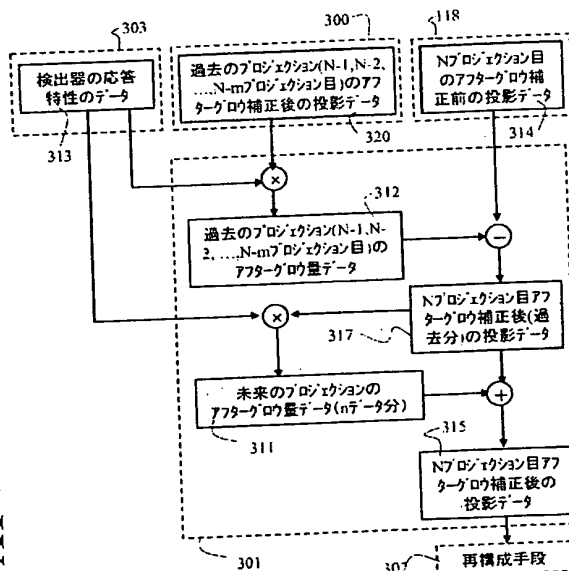 303
300
118
検出器の応答
特性のデータ
313
過去のプロジェクション(N-1,N-2,
…,N-mプロジェクション目)のアフ
ターグロウ補正後の投影データ
320
Nプロジェクション目
のアフターグロウ補
正前の投影データ
314
×
312
過去のプロジェクション(N-1,N-
2, …,N-mプロジェクション目)の
アフターグロウ量データ
−
×
Nプロジェクション目アフ
ターグロウ補正後(過
去分)の投影データ
317
未来のプロジェクションの
アフターグロウ量データ(nデータ分)
311
+
315
Nプロジェクション目アフ
ターグロウ補正後の
投影データ
301
302
再構成手段